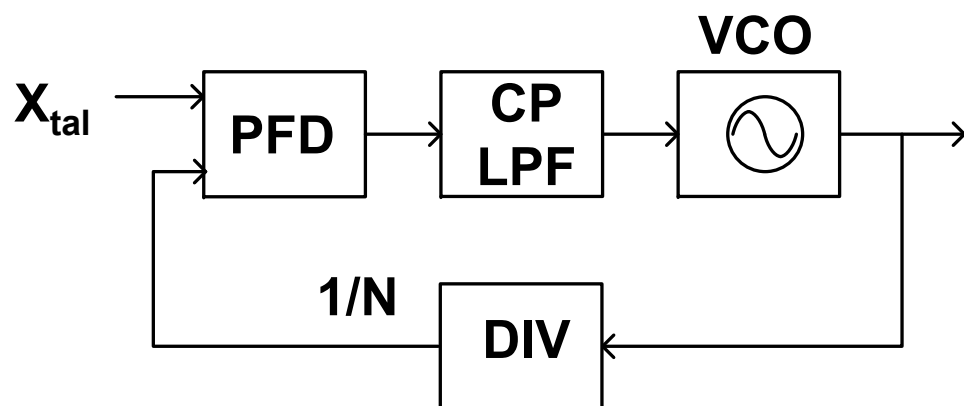 VCO
Xtal
PFD
CP
LPF
1/N
DIV